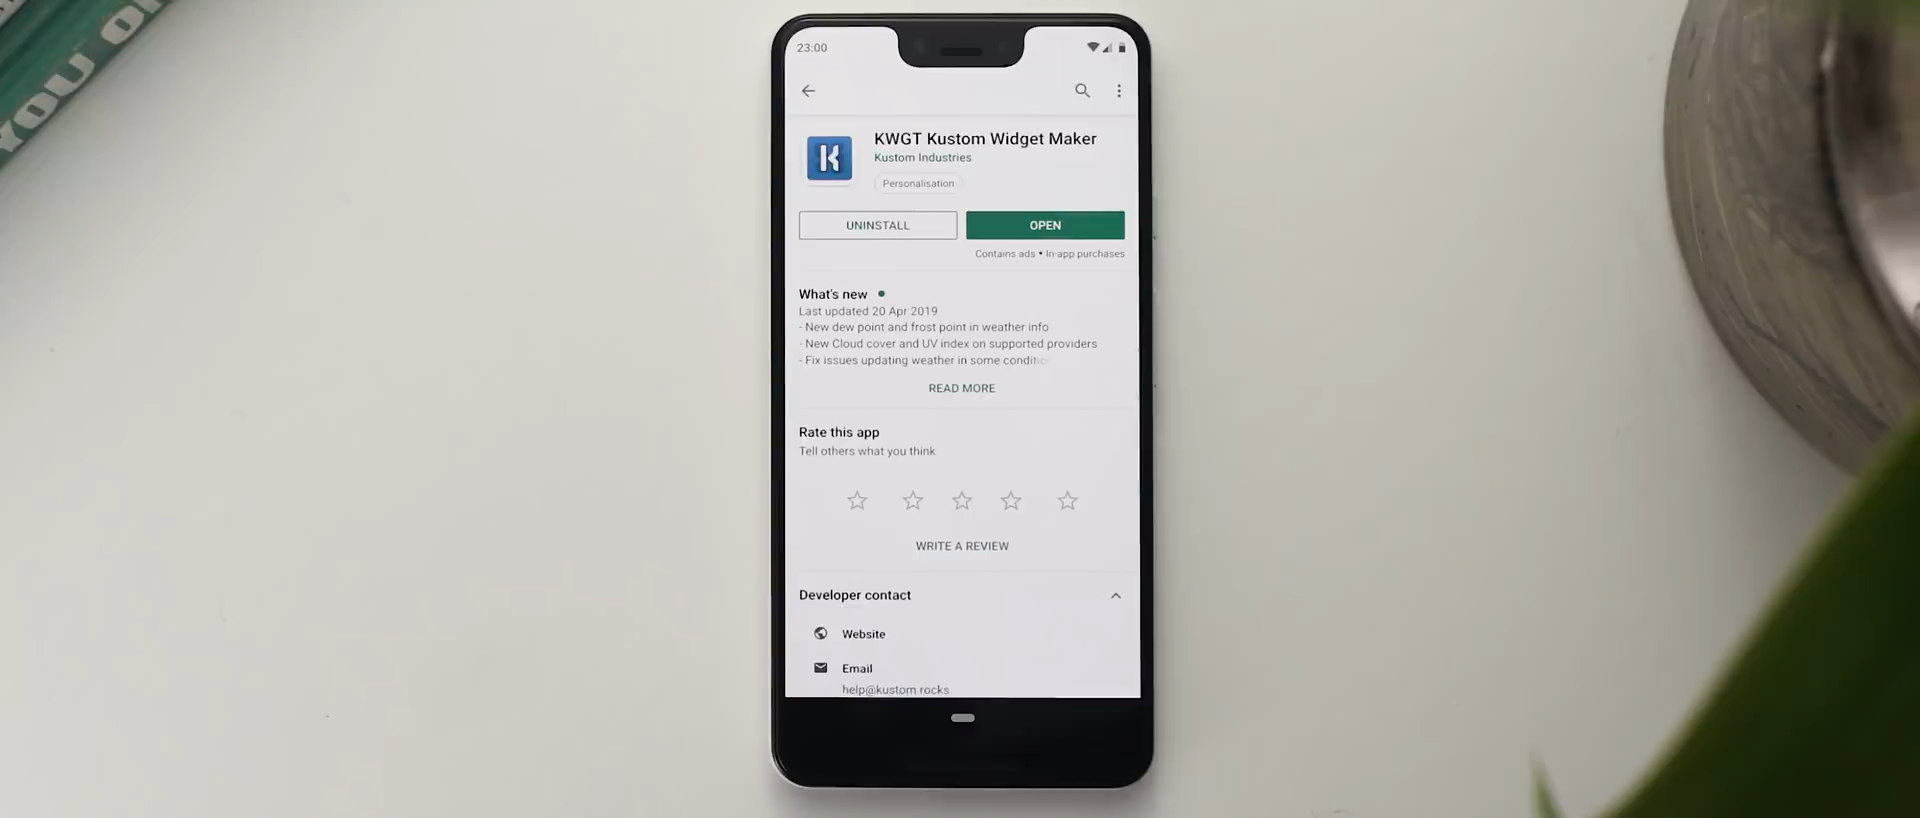 YOU
23:00
KWGT Kustom Widget Maker
Kustom Industries
Personalisation
UNINSTALL
OPEN
Contains ads • In-app purchases
What's new
Last updated 20 Apr 2019
- New dew point and frost point in weather info
- New Cloud cover and UV index on supported providers
- Fix issues updating weather in some conditio
READ MORE
Rate this app
Tell others what you think
WRITE A REVIEW
Developer contact
Website
Email
help@kustom rocks